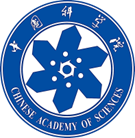 中国科学院
CHINESE ACADEMY OF SCIENCES